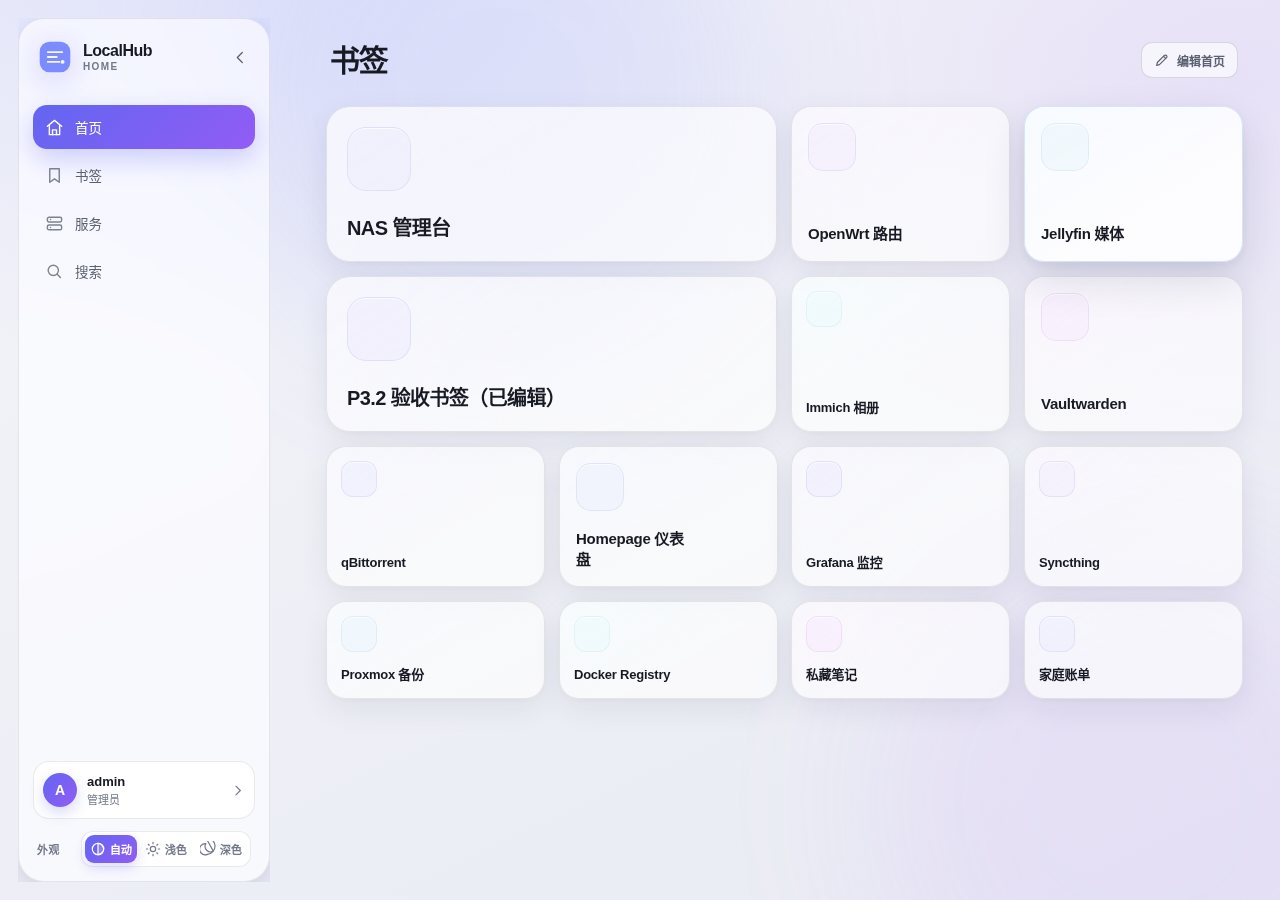 LocalHub
HOME
首页
书签
服务
搜索
A
admin
管理员
外观
自动
浅色
深色
书签
编辑首页
NAS 管理台
OpenWrt 路由
Jellyfin 媒体
P3.2 验收书签（已编辑）
Immich 相册
Vaultwarden
qBittorrent
Homepage 仪表
盘
Grafana 监控
Syncthing
Proxmox 备份
Docker Registry
私藏笔记
家庭账单